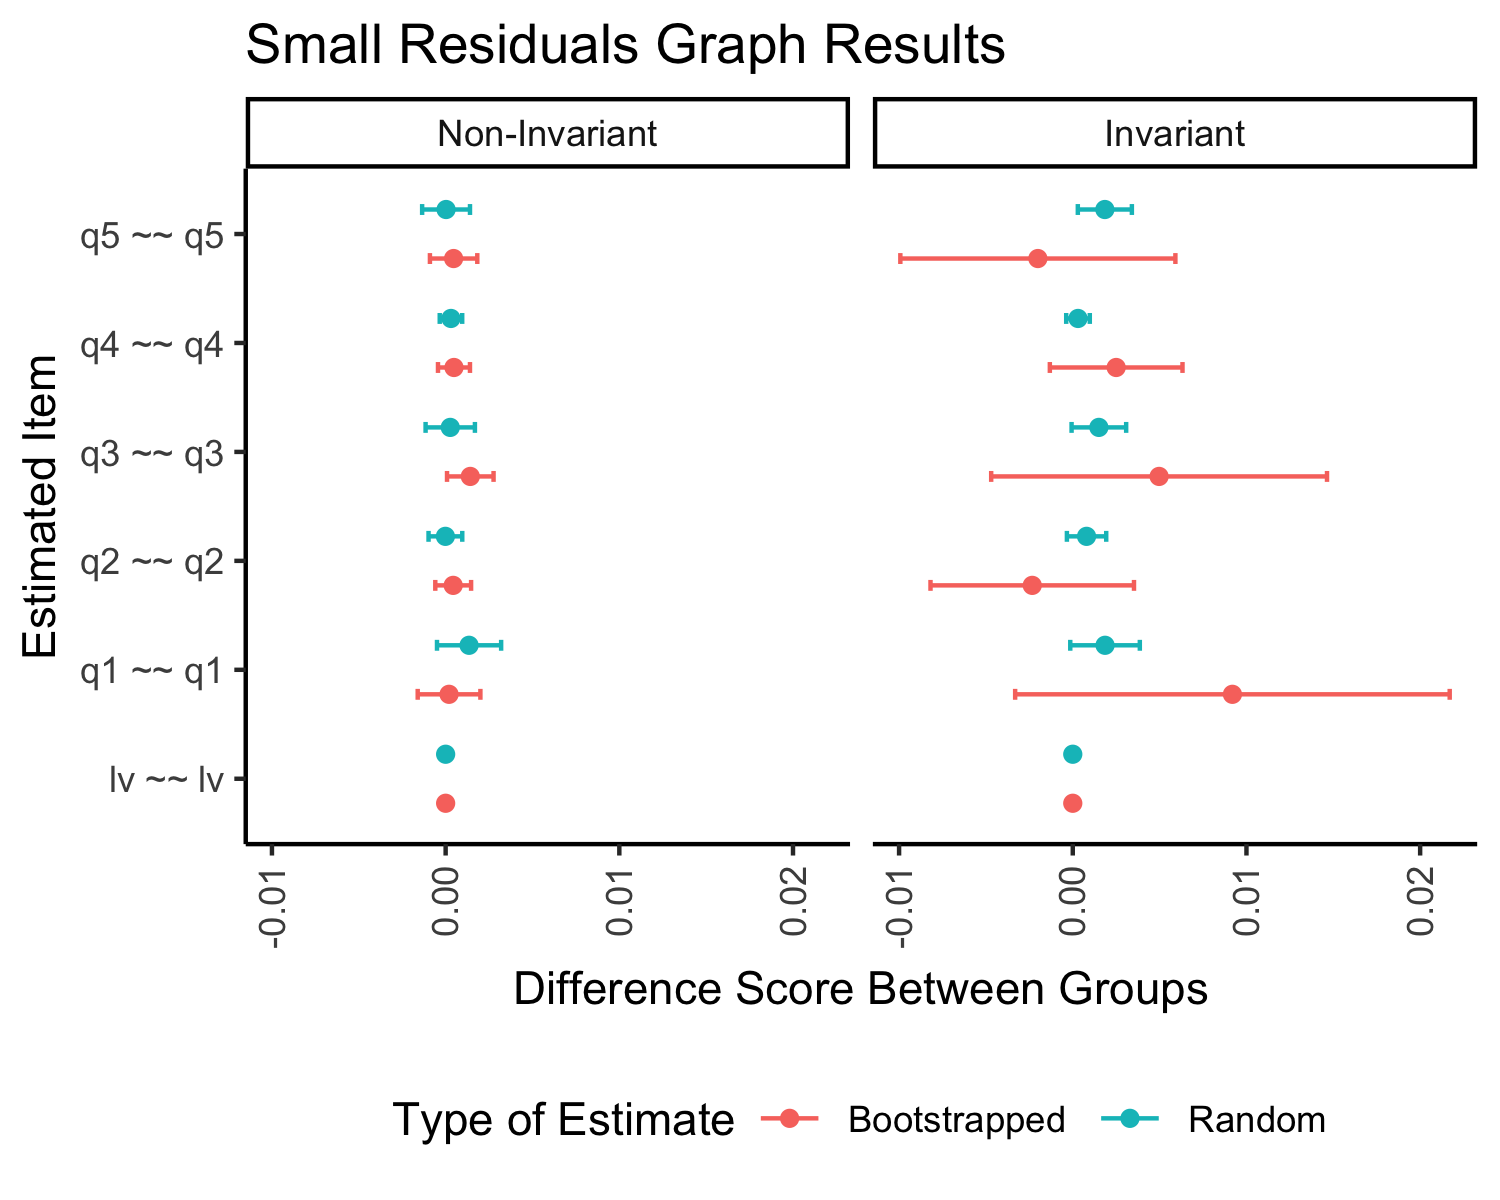 Small Residuals Graph Results
Non-Invariant
Invariant
Estimated Item
q5 ~~ q5
q4 ~~ q4
q3 ~~ q3
q2 ~~ q2
q1 ~~ q1
lv ~~ lv
-0.01
0.00
0.01
0.02
-0.01
0.00
0.01
0.02
Difference Score Between Groups
Type of Estimate
Bootstrapped
Random